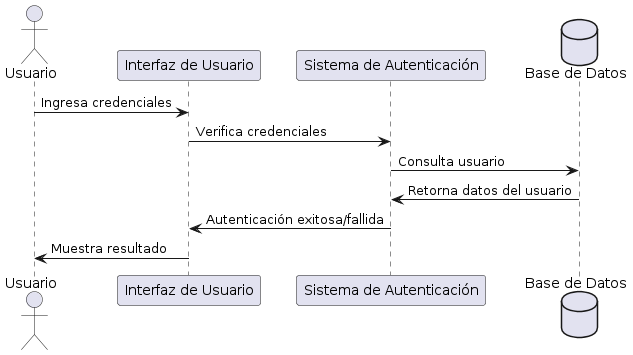 Usuario
Interfaz de Usuario
Sistema de Autenticación
Base de Datos
Ingresa credenciales
Verifica credenciales
Consulta usuario
Retorna datos del usuario
Autenticación exitosa/fallida
Muestra resultado
Usuario
Interfaz de Usuario
Sistema de Autenticación
Base de Datos